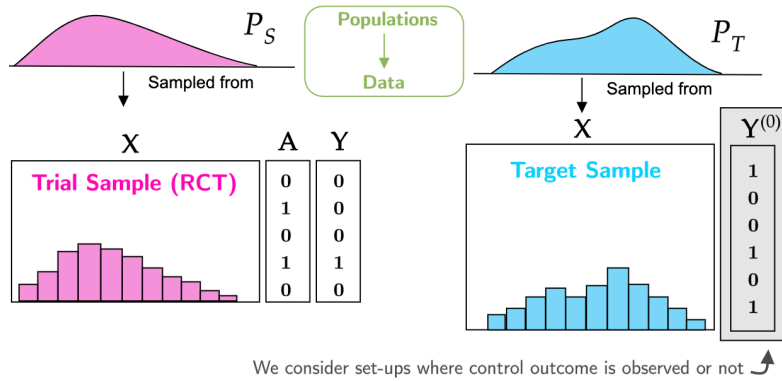 P_S
Populations
P_T
Data
Sampled from
Sampled from
X
A
Y
X
Y^(0)
Trial Sample (RCT)
0 0
1 0
0 0
1 1
0 0
Target Sample
1
0
0
1
0
1
We consider set-ups where control outcome is observed or not